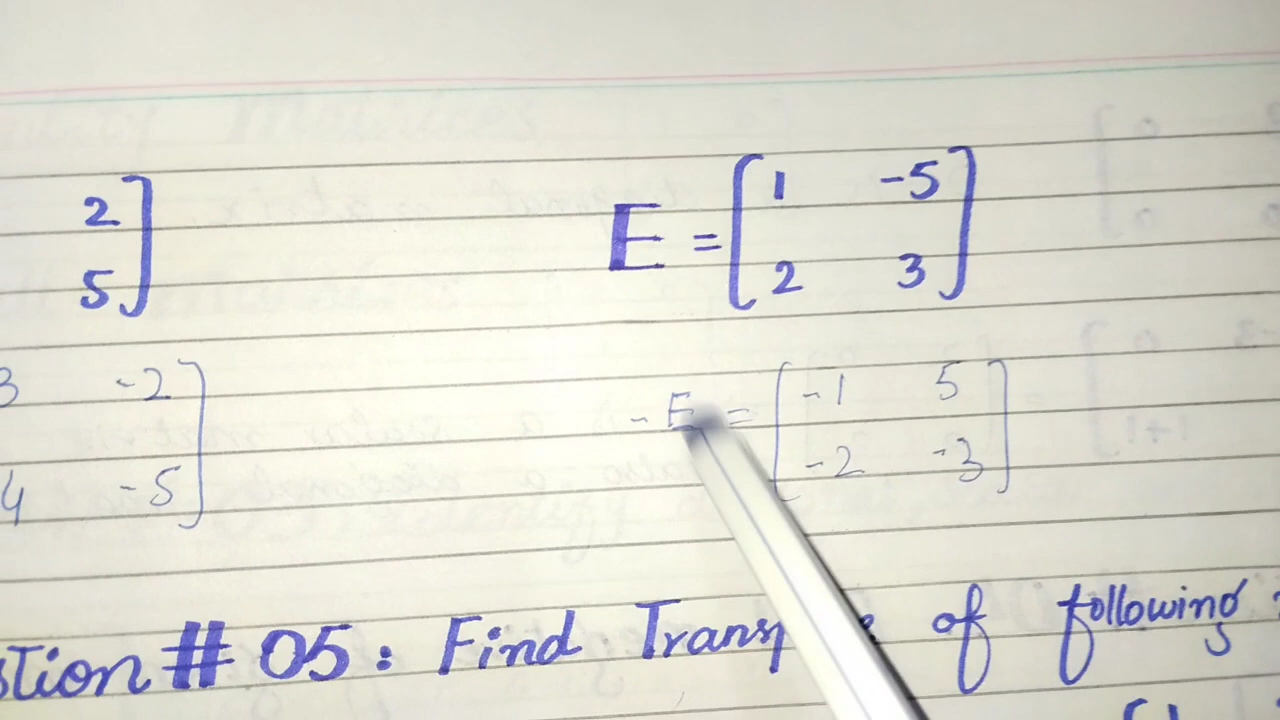 2] E = [1 -5
5] 2 3]
3 -2] -E = [-1 5
4 -5] -2 -3]
stion # 05: Find Transpose of following